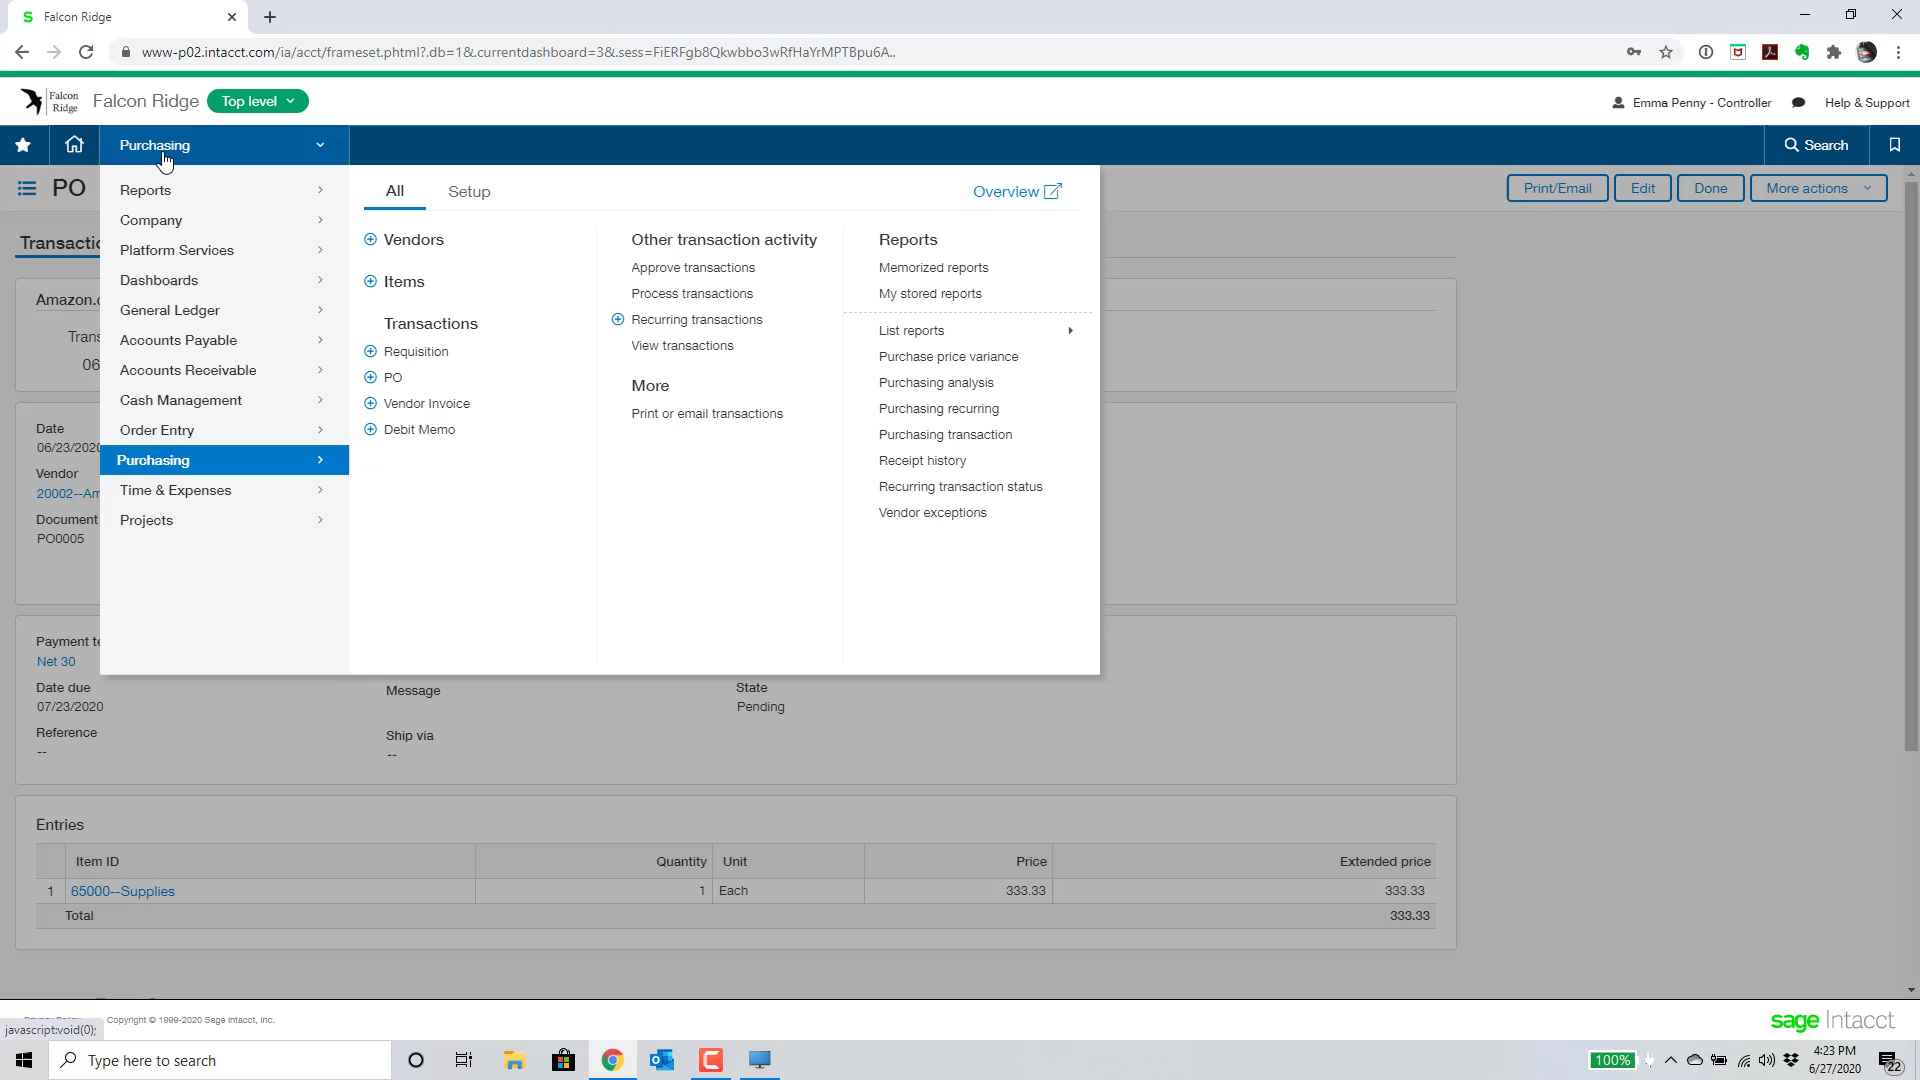 Falcon Ridge
www-p02.intacct.com/ia/acct/frameset.phtml?.db=1&.currentdashboard=3&.sess=FiERFgb8Qkwbbo3wRfHaYrMPTBpu6A..
Falcon
Ridge
Falcon Ridge
Top level
Emma Penny - Controller
Help & Support
Purchasing
Search
PO
Print/Email
Edit
Done
More actions
Reports
Company
Platform Services
Dashboards
General Ledger
Accounts Payable
Accounts Receivable
Cash Management
Order Entry
Purchasing
Time & Expenses
Projects
All
Setup
Overview
Vendors
Items
Transactions
Requisition
PO
Vendor Invoice
Debit Memo
Other transaction activity
Approve transactions
Process transactions
Recurring transactions
View transactions
More
Print or email transactions
Reports
Memorized reports
My stored reports
List reports
Purchase price variance
Purchasing analysis
Purchasing recurring
Purchasing transaction
Receipt history
Recurring transaction status
Vendor exceptions
Transactio
Amazon.
Trans
06
Date
06/23/2020
Vendor
20002--Am
Document
PO0005
Payment te
Net 30
Date due
07/23/2020
Reference
--
Message
Ship via
--
State
Pending
Entries
Item ID Quantity Unit Price Extended price
1 65000--Supplies 1 Each 333.33 333.33
Total 333.33
Copyright © 1999-2020 Sage Intacct, Inc.
javascript:void(0);
sage Intacct
Type here to search
100%
4:23 PM
6/27/2020
22